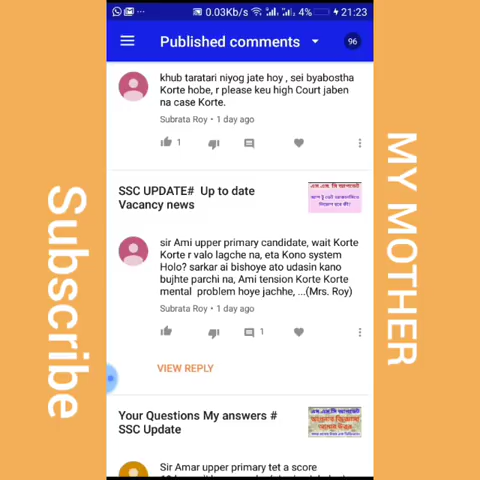 0.03Kb/s 4% 21:23
Published comments
96
khub taratari niyog jate hoy , sei byabostha
Korte hobe, r please keu high Court jaben
na case Korte.
Subrata Roy • 1 day ago
1
SSC UPDATE# Up to date
Vacancy news
sir Ami upper primary candidate, wait Korte
Korte r valo lagche na, eta Kono system
Holo? sarkar ai bishoye ato udasin kano
bujhte parchi na, Ami tension Korte Korte
mental problem hoye jachhe, ...(Mrs. Roy)
Subrata Roy • 1 day ago
1
VIEW REPLY
Your Questions My answers #
SSC Update
Sir Amar upper primary tet a score
Subscribe
MY MOTHER